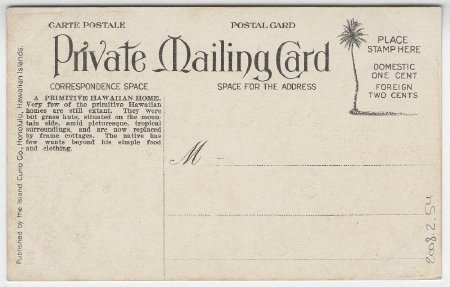 CARTE POSTALE
POSTAL CARD
Private Mailing Card
CORRESPONDENCE SPACE
SPACE FOR THE ADDRESS
PLACE
STAMP HERE
DOMESTIC
ONE CENT
FOREIGN
TWO CENTS
A PRIMITIVE HAWAIIAN HOME.
Very few of the primitive Hawaiian
homes are still extant. They were
but grass huts, situated on the moun-
tain side, amid picturesque, tropical
surroundings, and are now replaced
by frame cottages. The native has
few wants beyond his simple food
and clothing.
M
Published by the Island Curio Co., Honolulu, Hawaiian Islands.
2008.2.54